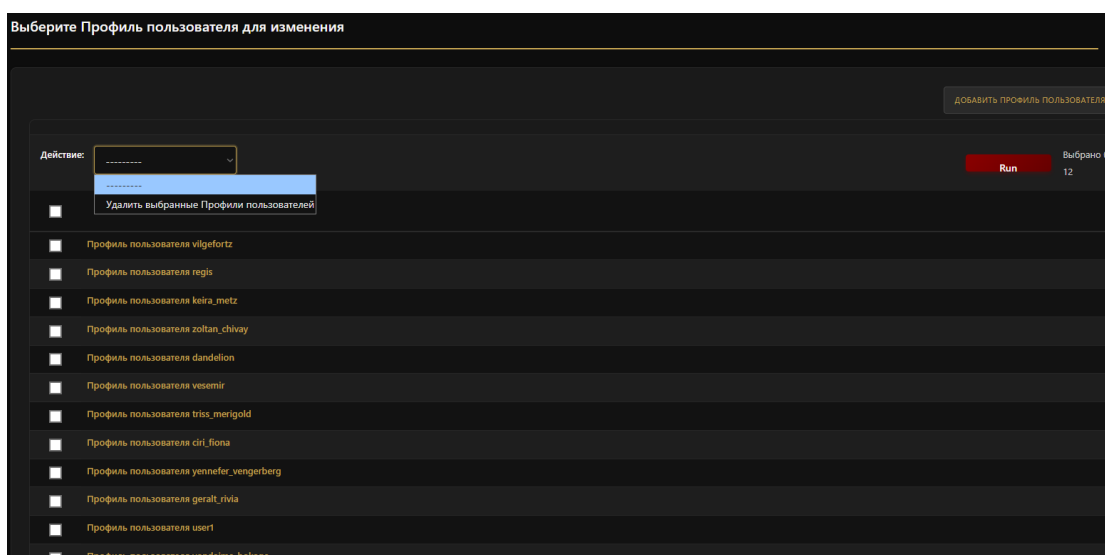 Выберите Профиль пользователя для изменения
ДОБАВИТЬ ПРОФИЛЬ ПОЛЬЗОВАТЕЛЯ
Действие:
---------
Run
Выбрано
12
---------
Удалить выбранные Профили пользователей
Профиль пользователя vilgefortz
Профиль пользователя regis
Профиль пользователя keira_metz
Профиль пользователя zoltan_chivay
Профиль пользователя dandelion
Профиль пользователя vesemir
Профиль пользователя triss_merigold
Профиль пользователя ciri_fiona
Профиль пользователя yennefer_vengerberg
Профиль пользователя geralt_rivia
Профиль пользователя user1